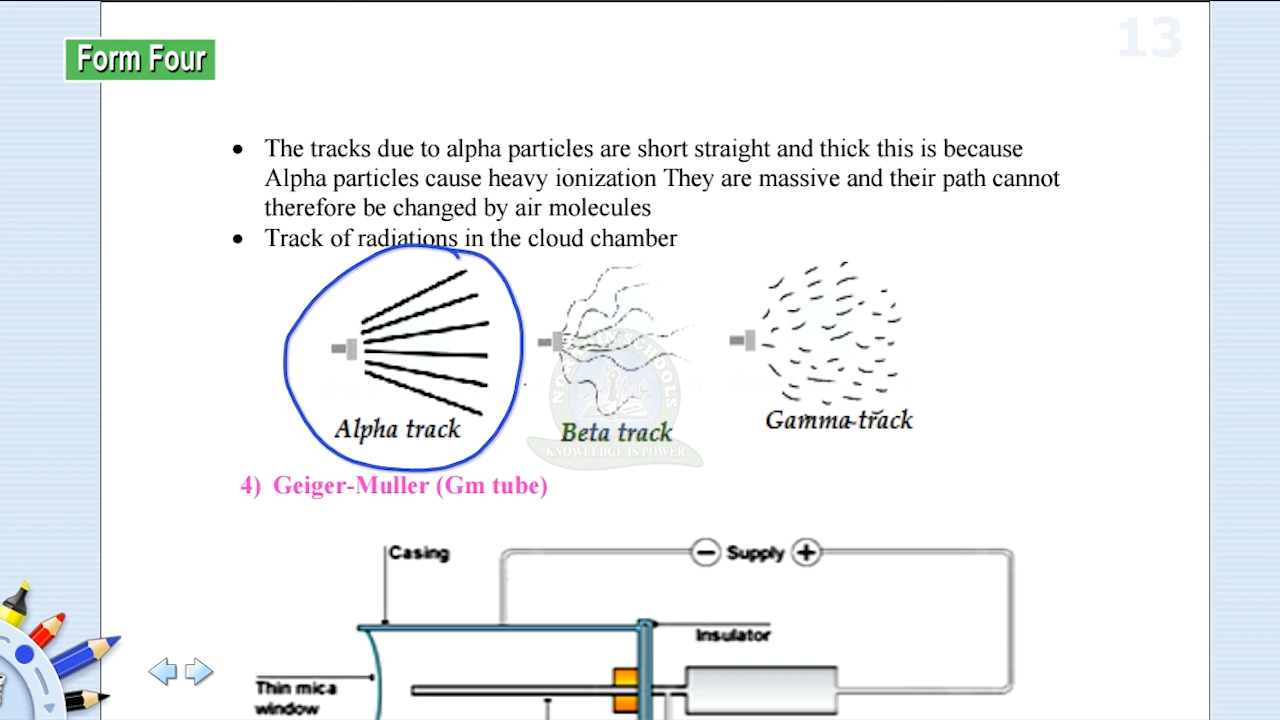 13
Form Four
• The tracks due to alpha particles are short straight and thick this is because
Alpha particles cause heavy ionization They are massive and their path cannot
therefore be changed by air molecules
• Track of radiations in the cloud chamber
Alpha track
Beta track
Gamma-track
KNOWLEDGE IS POWER
4) Geiger-Muller (Gm tube)
Casing
− Supply +
Insulator
Thin mica
window